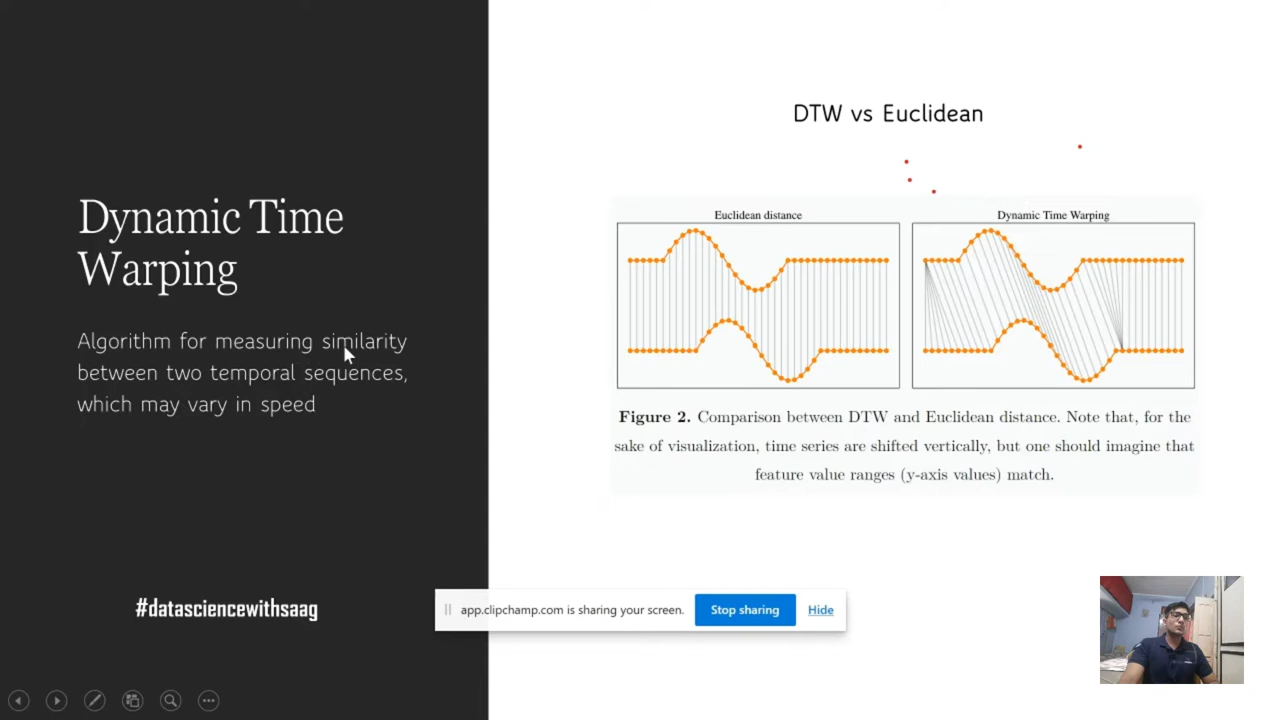 Dynamic Time
Warping
Algorithm for measuring similarity
between two temporal sequences,
which may vary in speed
#datasciencewithsaag
DTW vs Euclidean
Euclidean distance
Dynamic Time Warping
Figure 2. Comparison between DTW and Euclidean distance. Note that, for the
sake of visualization, time series are shifted vertically, but one should imagine that
feature value ranges (y-axis values) match.
app.clipchamp.com is sharing your screen.
Stop sharing
Hide